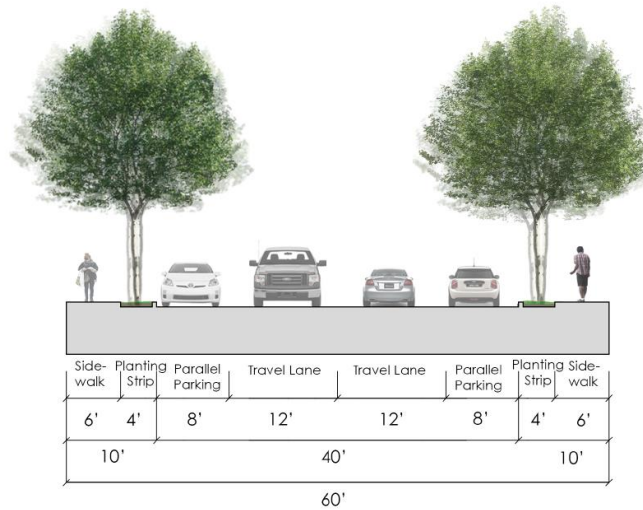 Side-
walk
Planting
Strip
Parallel
Parking
Travel Lane
Travel Lane
Parallel
Parking
Planting
Strip
Side-
walk
6’ 4’ 8’ 12’ 12’ 8’ 4’ 6’
10’ 40’ 10’
60’